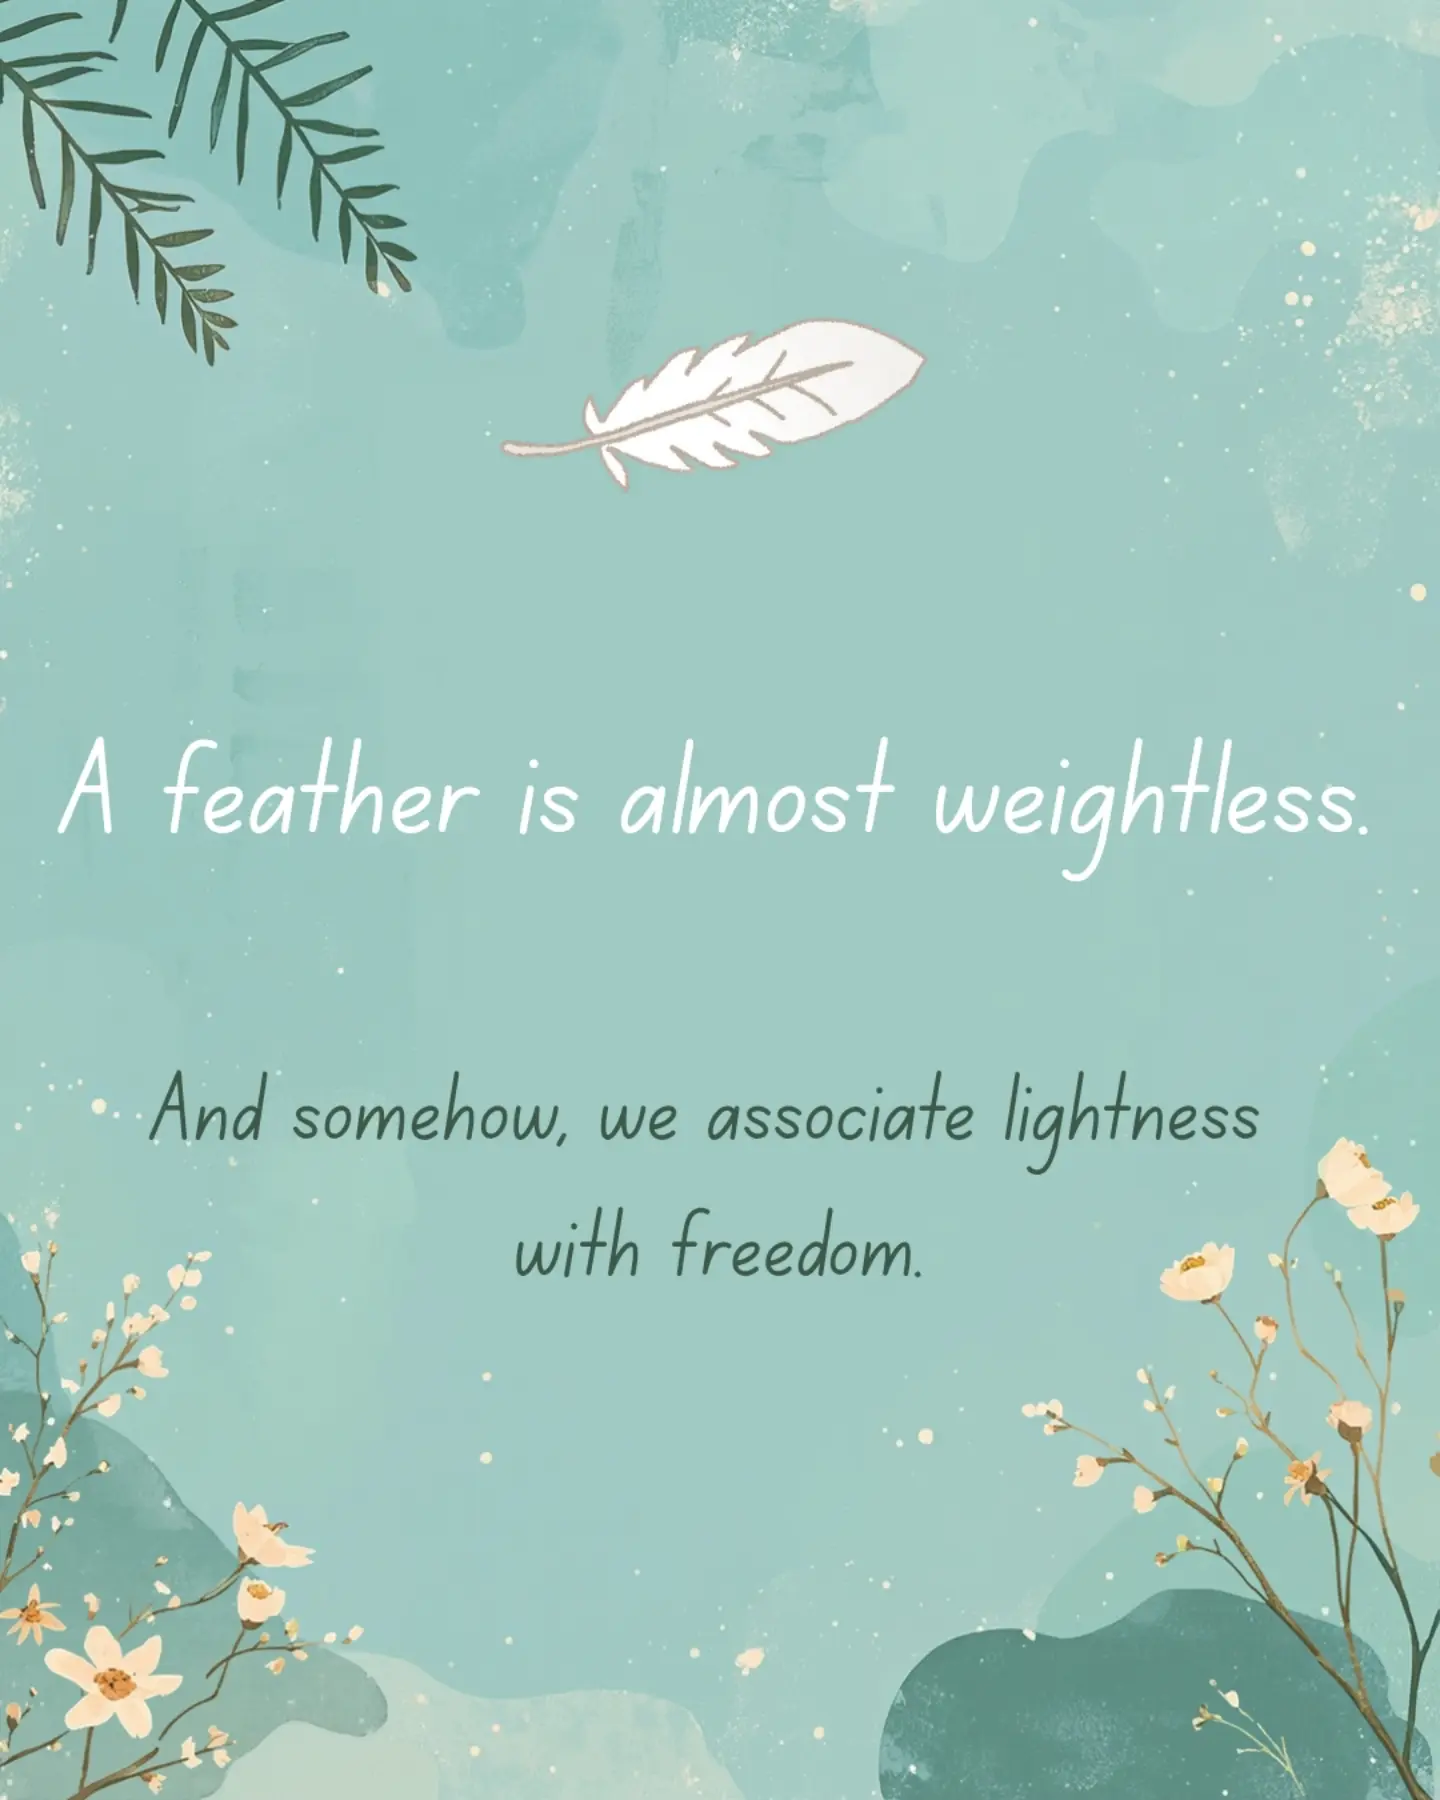 A feather is almost weightless.
And somehow, we associate lightness
with freedom.